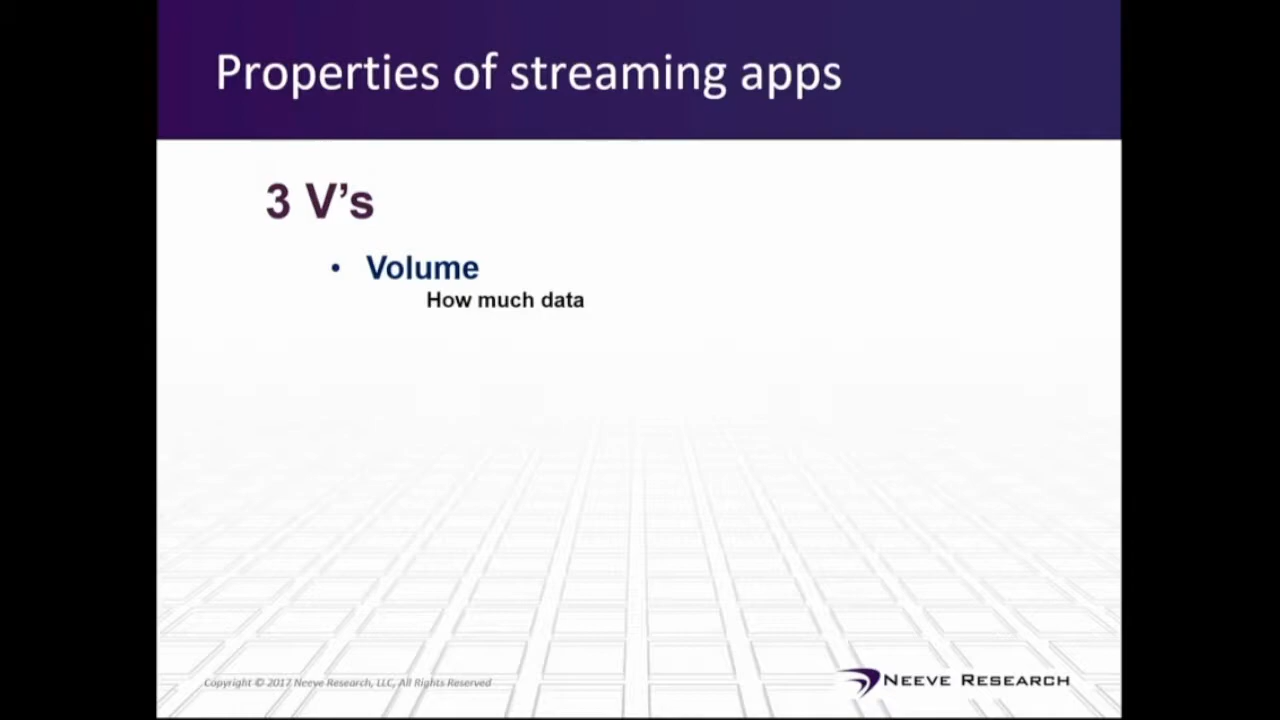 Properties of streaming apps
3 V’s
• Volume
How much data
Copyright © 2017 Neeve Research, LLC, All Rights Reserved
NEEVE RESEARCH